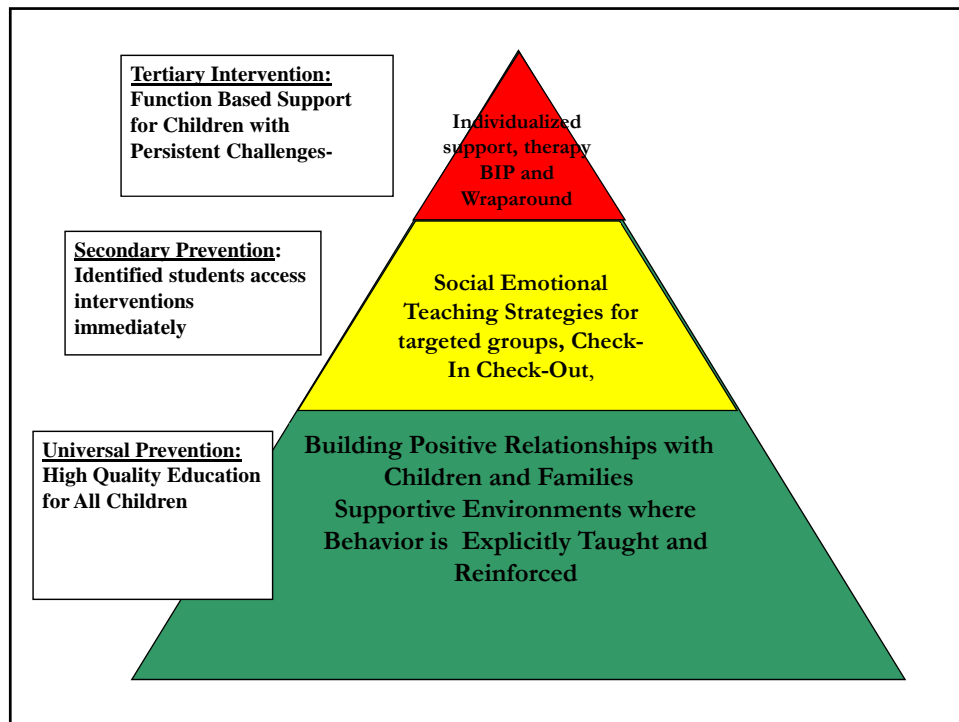 Tertiary Intervention:
Function Based Support
for Children with
Persistent Challenges-
Individualized
support, therapy
BIP and
Wraparound
Secondary Prevention:
Identified students access
interventions
immediately
Social Emotional
Teaching Strategies for
targeted groups, Check-
In Check-Out,
Universal Prevention:
High Quality Education
for All Children
Building Positive Relationships with
Children and Families
Supportive Environments where
Behavior is Explicitly Taught and
Reinforced